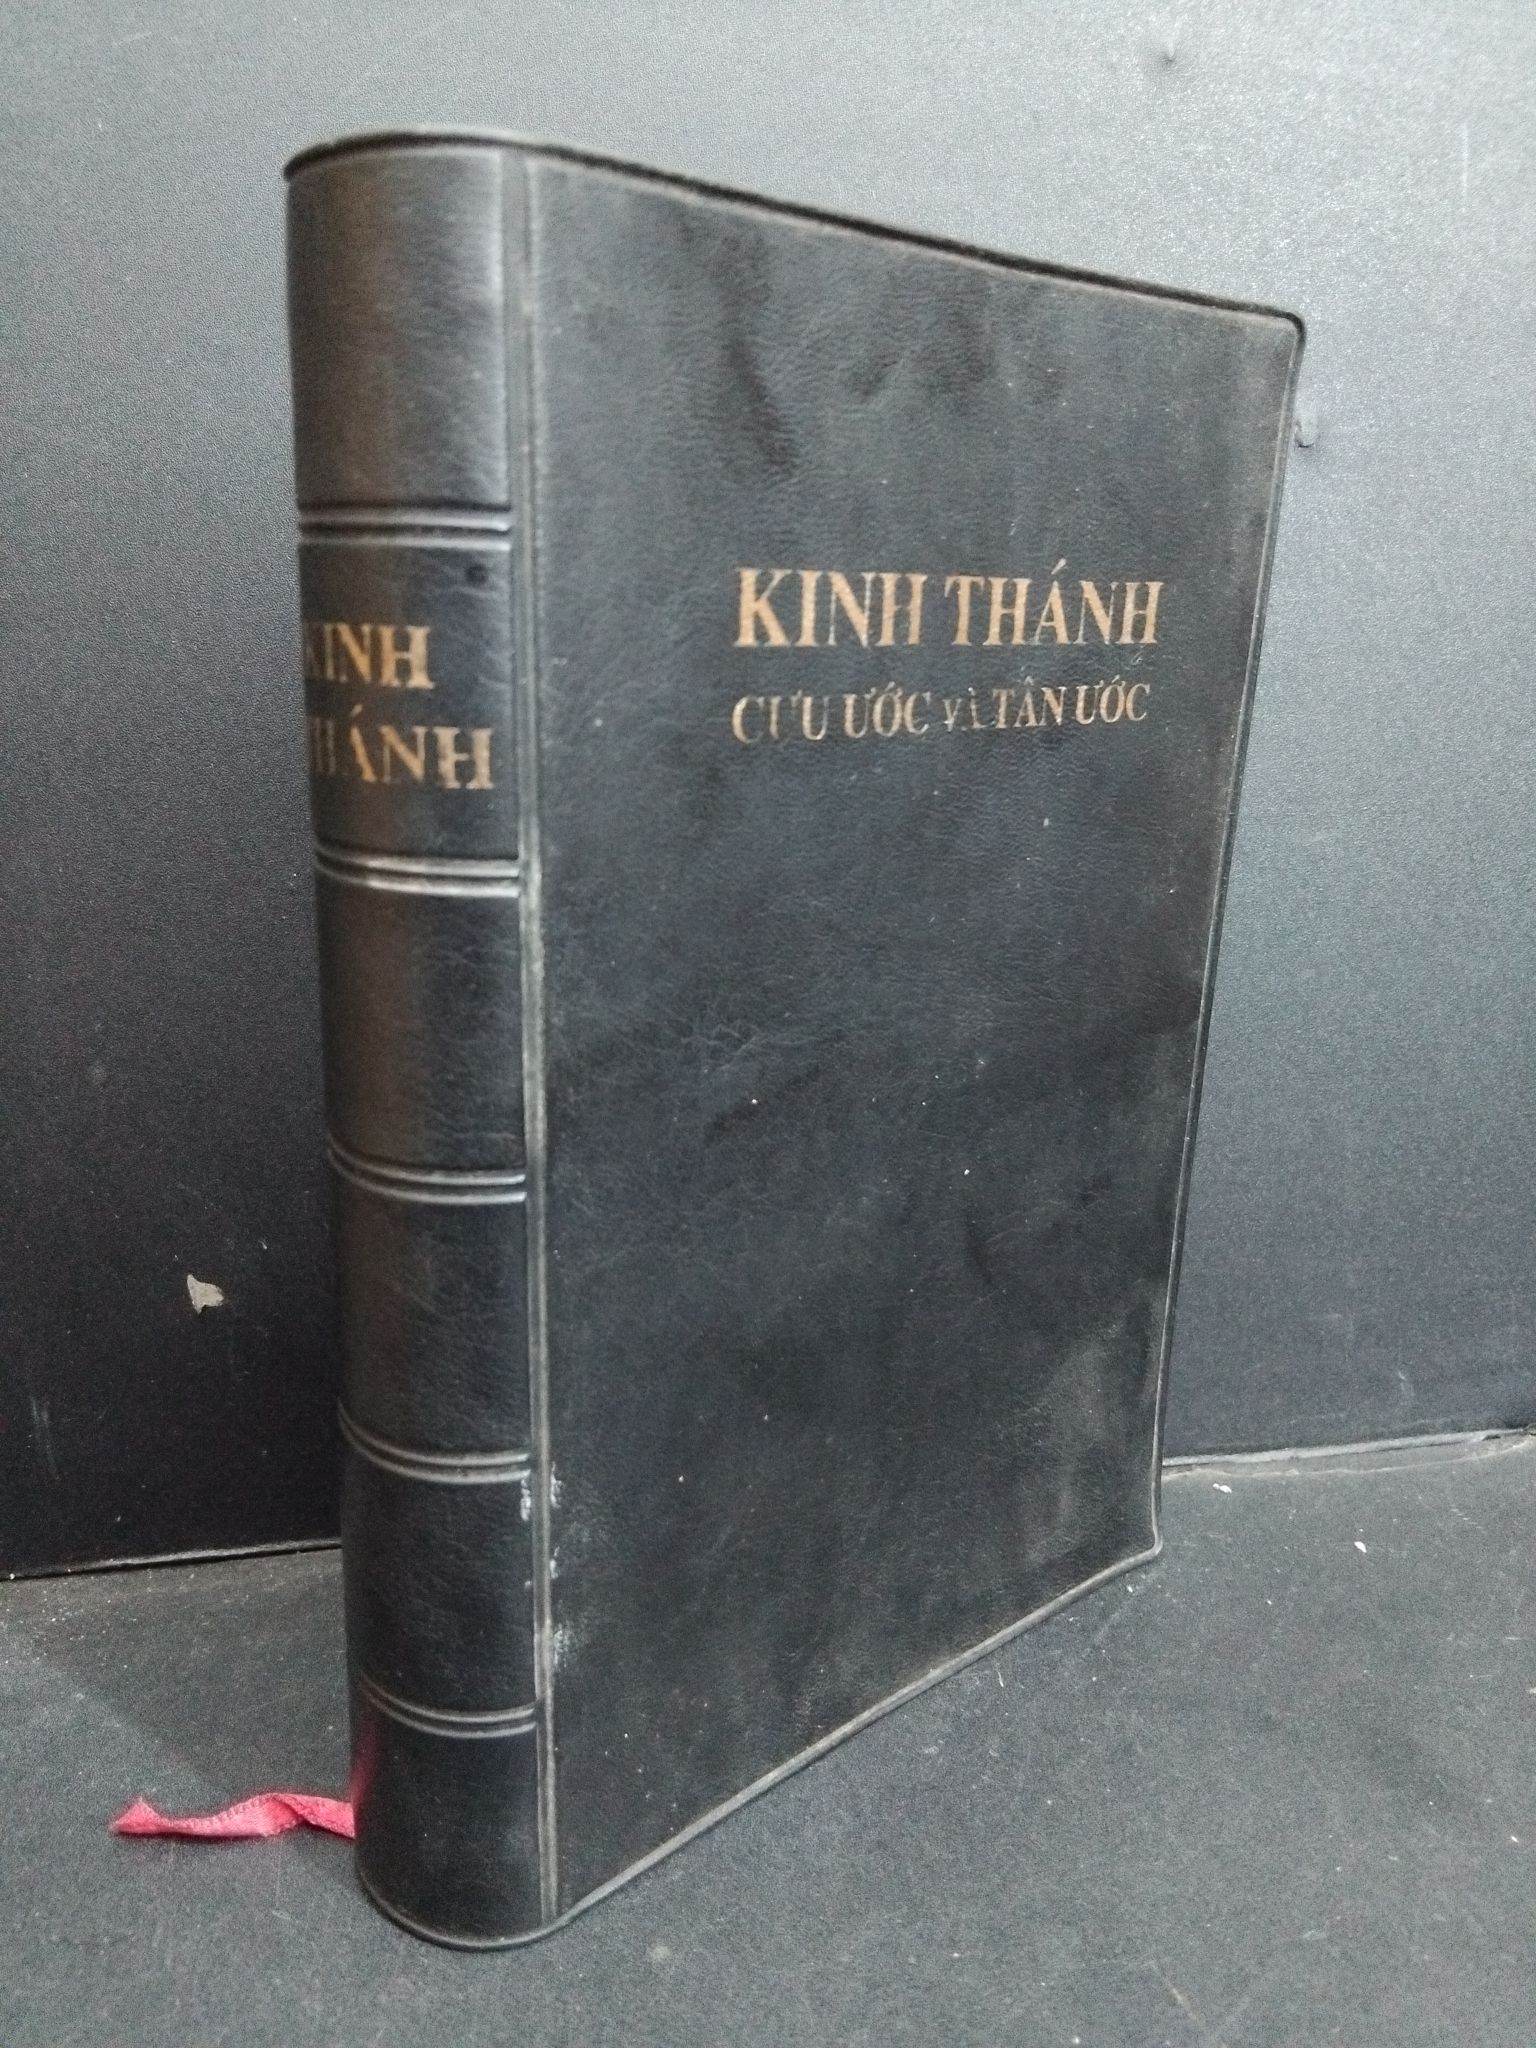 KINH
THÁNH
KINH THÁNH
CỰU ƯỚC VÀ TÂN ƯỚC